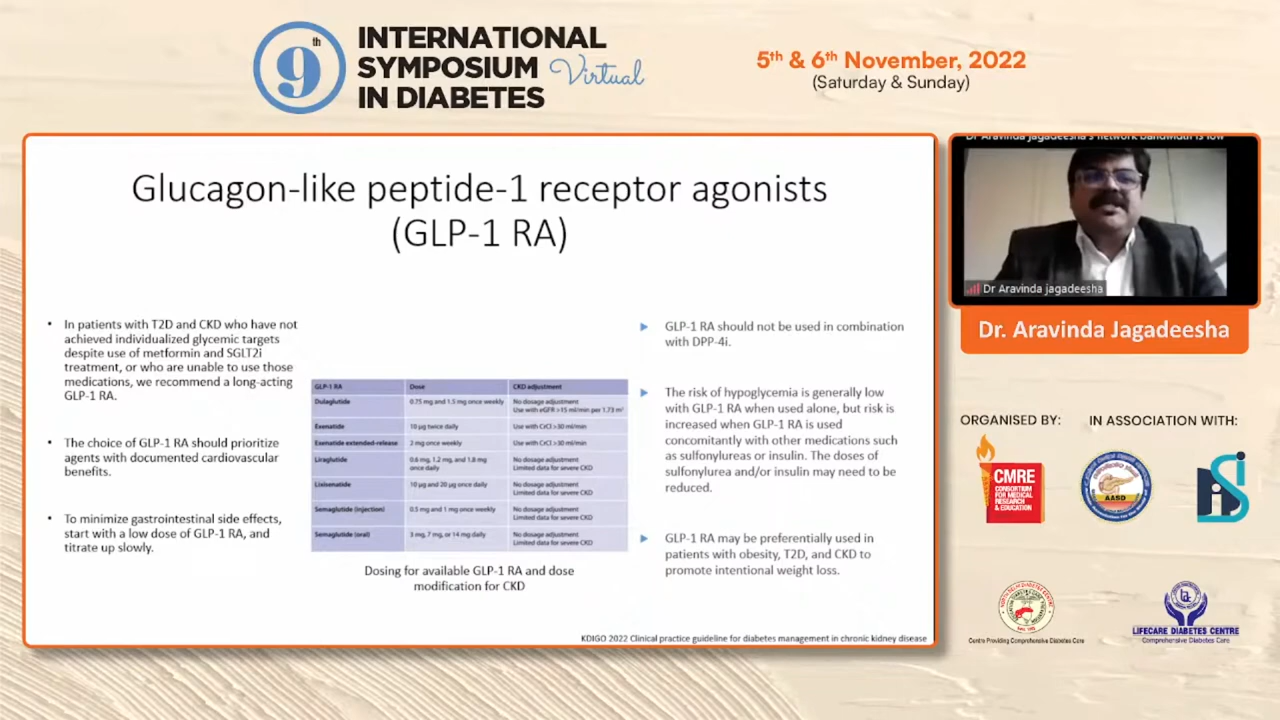 9th
INTERNATIONAL
SYMPOSIUM Virtual
IN DIABETES
5th & 6th November, 2022
(Saturday & Sunday)
Glucagon-like peptide-1 receptor agonists
(GLP-1 RA)
• In patients with T2D and CKD who have not
achieved individualized glycemic targets
despite use of metformin and SGLT2i
treatment, or who are unable to use those
medications, we recommend a long-acting
GLP-1 RA.
• The choice of GLP-1 RA should prioritize
agents with documented cardiovascular
benefits.
• To minimize gastrointestinal side effects,
start with a low dose of GLP-1 RA, and
titrate up slowly.
GLP-1 RA Dose CKD adjustment
Dulaglutide 0.75 mg and 1.5 mg once weekly No dosage adjustment
Use with eGFR >15 ml/min per 1.73 m²
Exenatide 10 μg twice daily Use with CrCl >30 ml/min
Exenatide extended-release 2 mg once weekly Use with CrCl >30 ml/min
Liraglutide 0.6 mg, 1.2 mg, and 1.8 mg
once daily No dosage adjustment
Limited data for severe CKD
Lixisenatide 10 μg and 20 μg once daily No dosage adjustment
Limited data for severe CKD
Semaglutide (injection) 0.5 mg and 1 mg once weekly No dosage adjustment
Limited data for severe CKD
Semaglutide (oral) 3 mg, 7 mg, or 14 mg daily No dosage adjustment
Limited data for severe CKD
Dosing for available GLP-1 RA and dose
modification for CKD
GLP-1 RA should not be used in combination
with DPP-4i.
The risk of hypoglycemia is generally low
with GLP-1 RA when used alone, but risk is
increased when GLP-1 RA is used
concomitantly with other medications such
as sulfonylureas or insulin. The doses of
sulfonylurea and/or insulin may need to be
reduced.
GLP-1 RA may be preferentially used in
patients with obesity, T2D, and CKD to
promote intentional weight loss.
KDIGO 2022 Clinical practice guideline for diabetes management in chronic kidney disease
Dr Aravinda jagadeesha's network bandwidth is low
Dr Aravinda jagadeesha
Dr. Aravinda Jagadeesha
ORGANISED BY:
IN ASSOCIATION WITH:
CMRE
CONSORTIUM
FOR MEDICAL
RESEARCH
& EDUCATION
AASD
Centre Providing Comprehensive Diabetes Care
LIFECARE DIABETES CENTRE
Comprehensive Diabetes Care